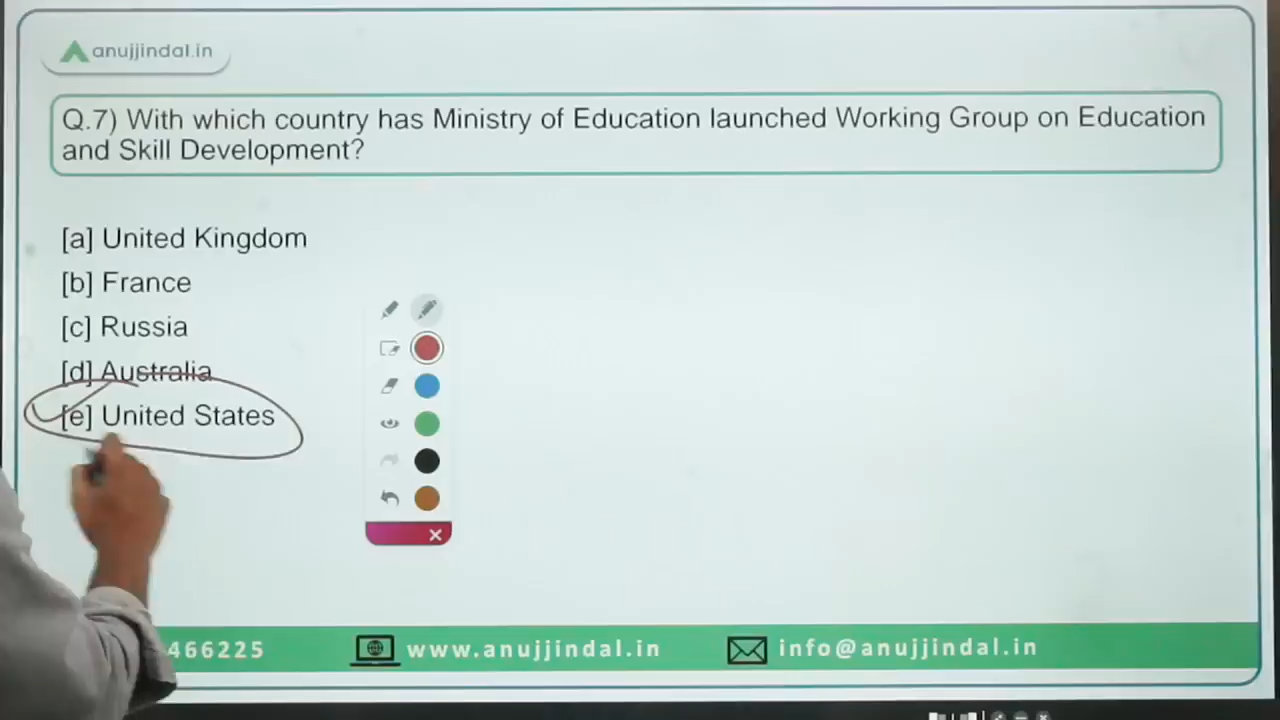 anujjindal.in
Q.7) With which country has Ministry of Education launched Working Group on Education
and Skill Development?
[a] United Kingdom
[b] France
[c] Russia
[d] Australia
[e] United States
466225
www.anujjindal.in
info@anujjindal.in